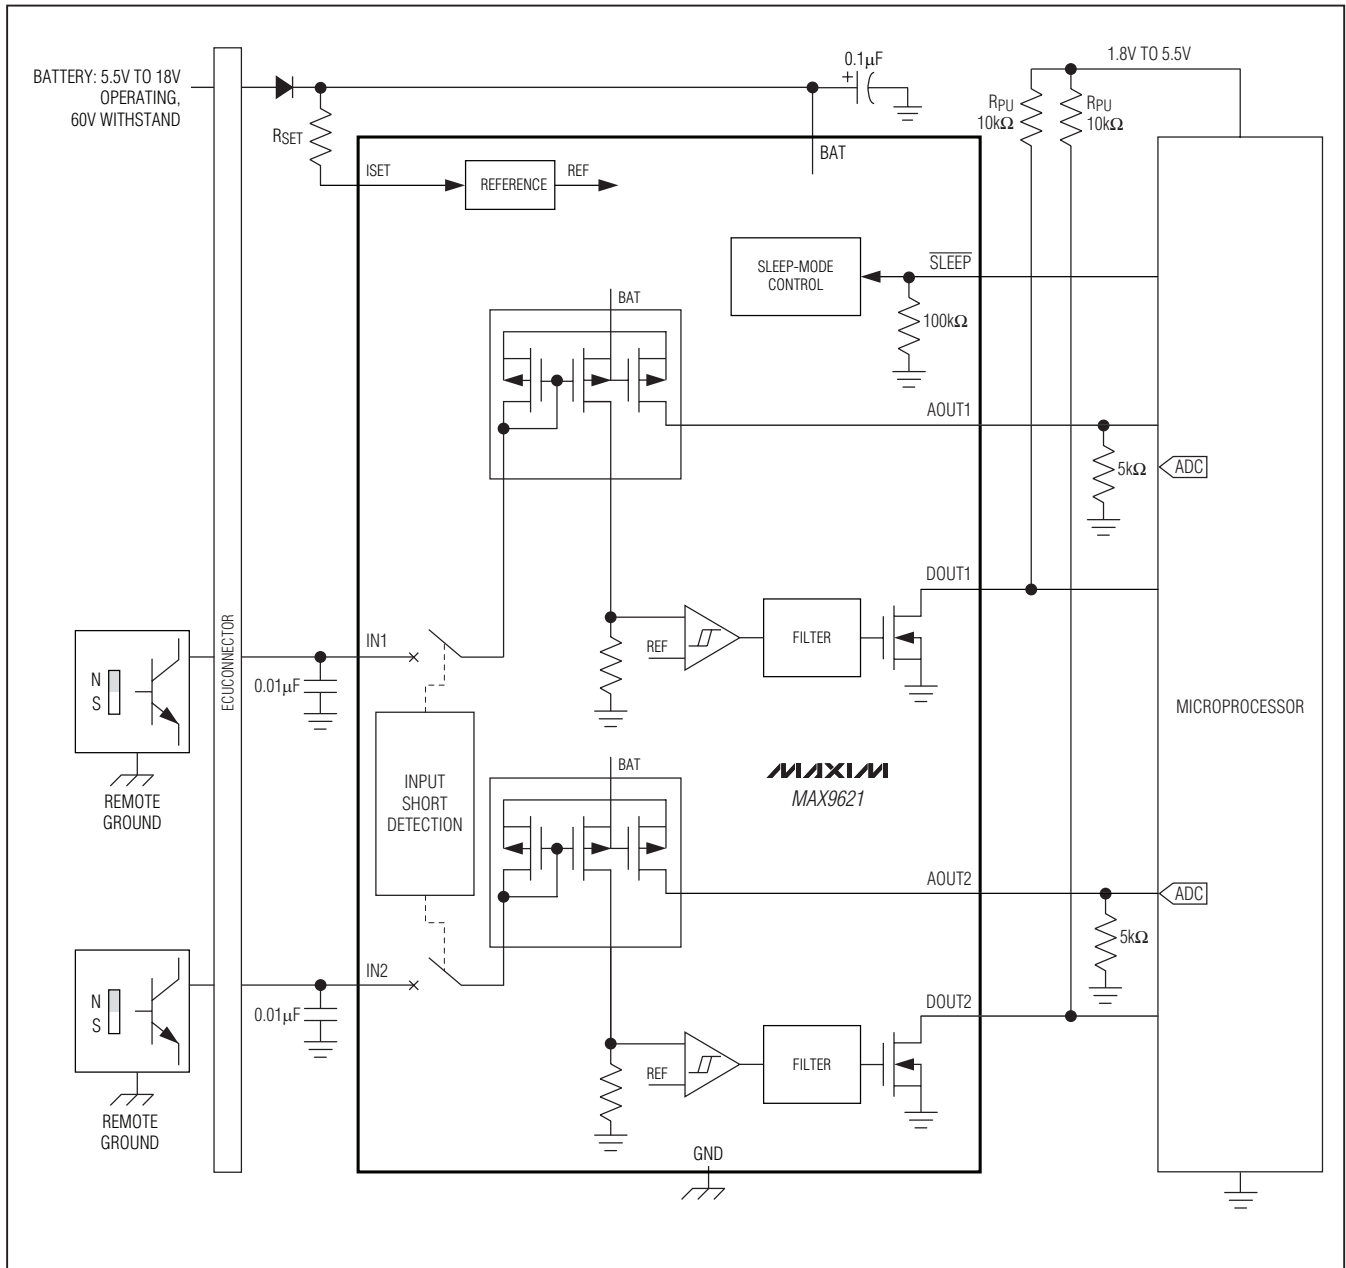 BATTERY: 5.5V TO 18V
OPERATING,
60V WITHSTAND
0.1µF
+
1.8V TO 5.5V
RPU
10kΩ
RPU
10kΩ
RSET
BAT
ISET
REFERENCE
REF
SLEEP-MODE
CONTROL
SLEEP
100kΩ
BAT
AOUT1
5kΩ
ADC
DOUT1
ECUCONNECTOR
IN1
REF
FILTER
N
S
0.01µF
MICROPROCESSOR
REMOTE
GROUND
INPUT
SHORT
DETECTION
BAT
MAXIM
MAX9621
AOUT2
ADC
5kΩ
IN2
N
S
0.01µF
DOUT2
REF
FILTER
REMOTE
GROUND
GND